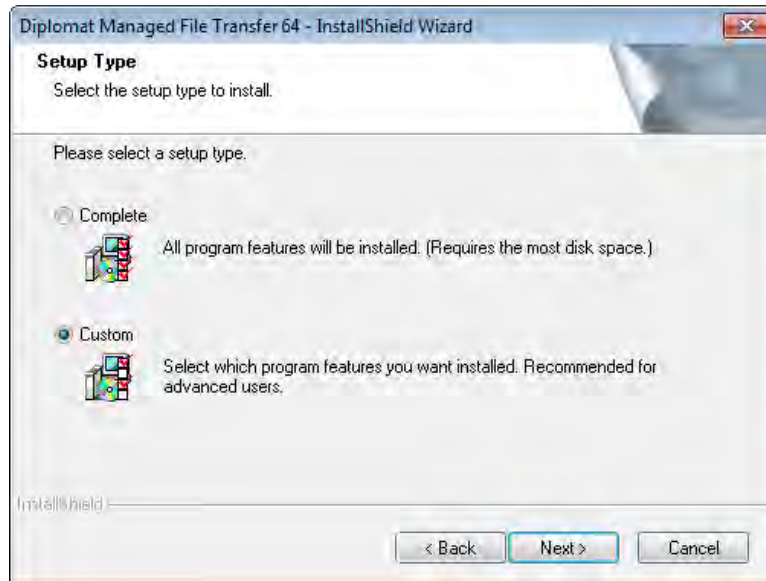 Diplomat Managed File Transfer 64 - InstallShield Wizard
Setup Type
Select the setup type to install.
Please select a setup type.
Complete
All program features will be installed. (Requires the most disk space.)
Custom
Select which program features you want installed. Recommended for
advanced users.
InstallShield
< Back
Next >
Cancel